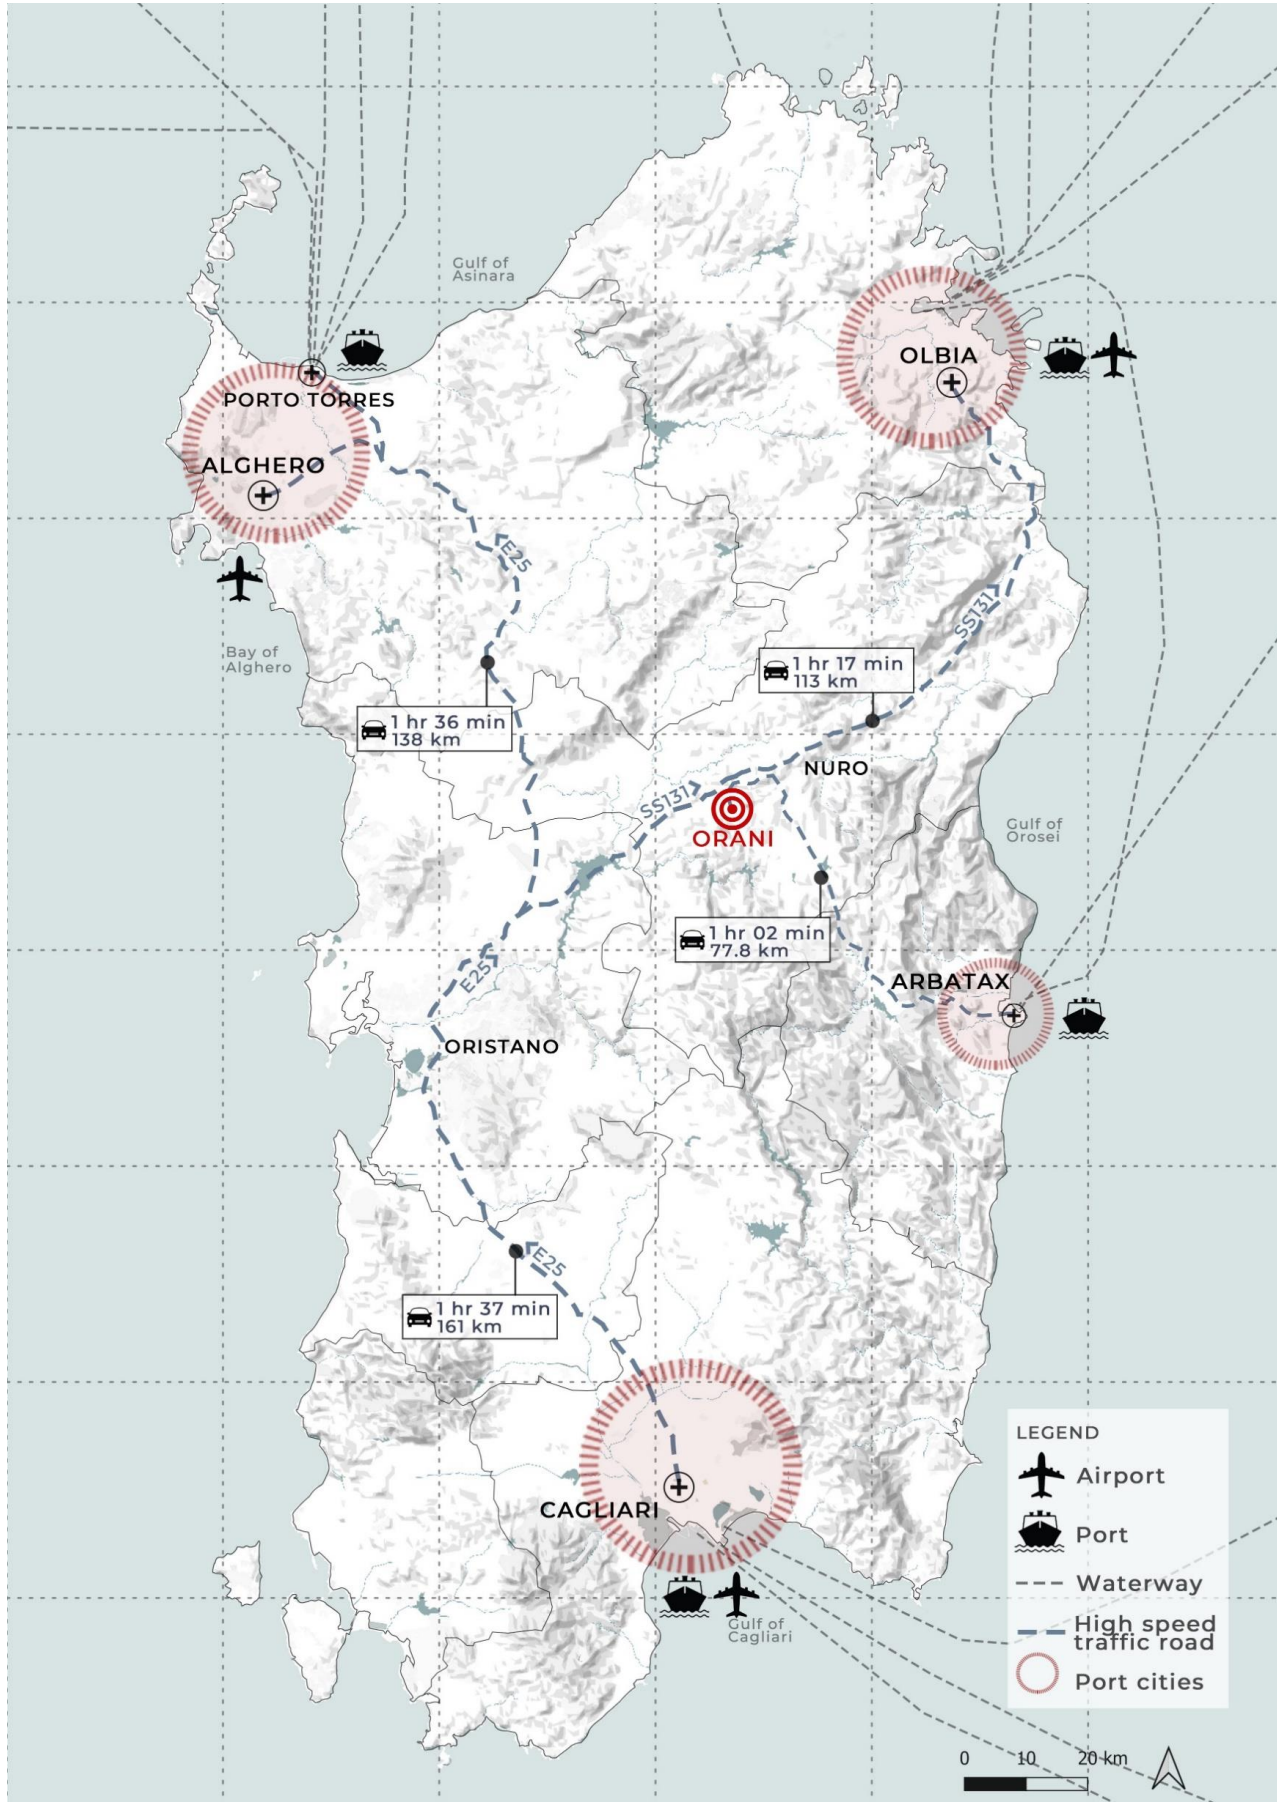 Gulf of
Asinara
OLBIA
PORTO TORRES
ALGHERO
E25
SS131
Bay of
Alghero
1 hr 17 min
113 km
1 hr 36 min
138 km
NURO
SS131
ORANI
Gulf of
Orosei
1 hr 02 min
77.8 km
ARBATAX
E25
ORISTANO
E25
1 hr 37 min
161 km
CAGLIARI
Gulf of
Cagliari
LEGEND
Airport
Port
Waterway
High speed
traffic road
Port cities
0 10 20 km